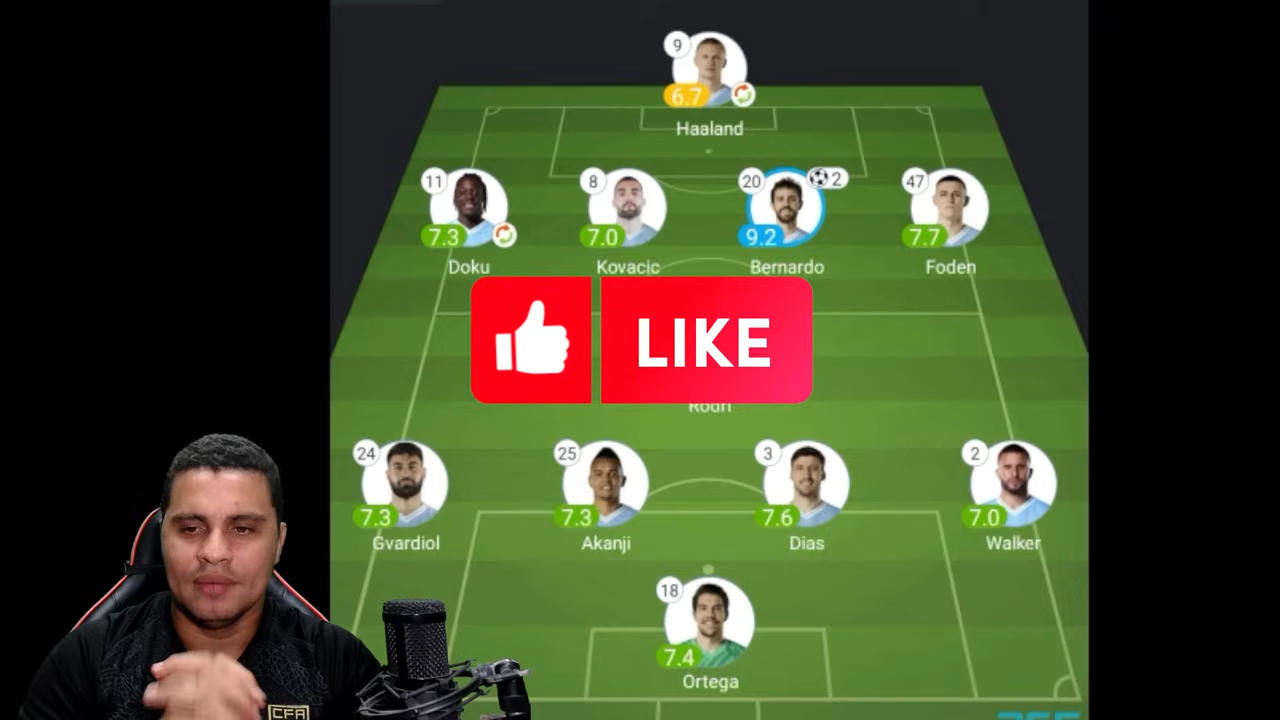 9
6.7
Haaland
11 8 20 2 47
7.3 7.0 9.2 7.7
Doku Kovacic Bernardo Foden
LIKE
Rodri
24 25 3 2
7.3 7.3 7.6 7.0
Gvardiol Akanji Dias Walker
18
7.4
Ortega
CFA